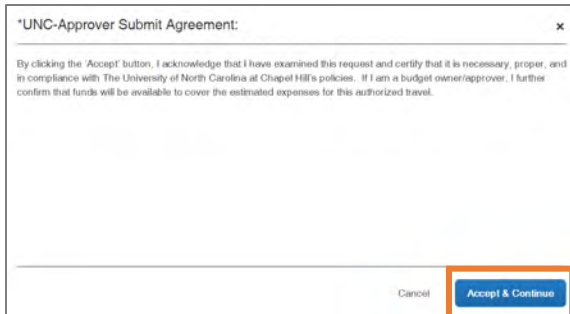 *UNC-Approver Submit Agreement:
×
By clicking the 'Accept' button, I acknowledge that I have examined this request and certify that it is necessary, proper, and
in compliance with The University of North Carolina at Chapel Hill's policies. If I am a budget owner/approver, I further
confirm that funds will be available to cover the estimated expenses for this authorized travel.
Cancel
Accept & Continue